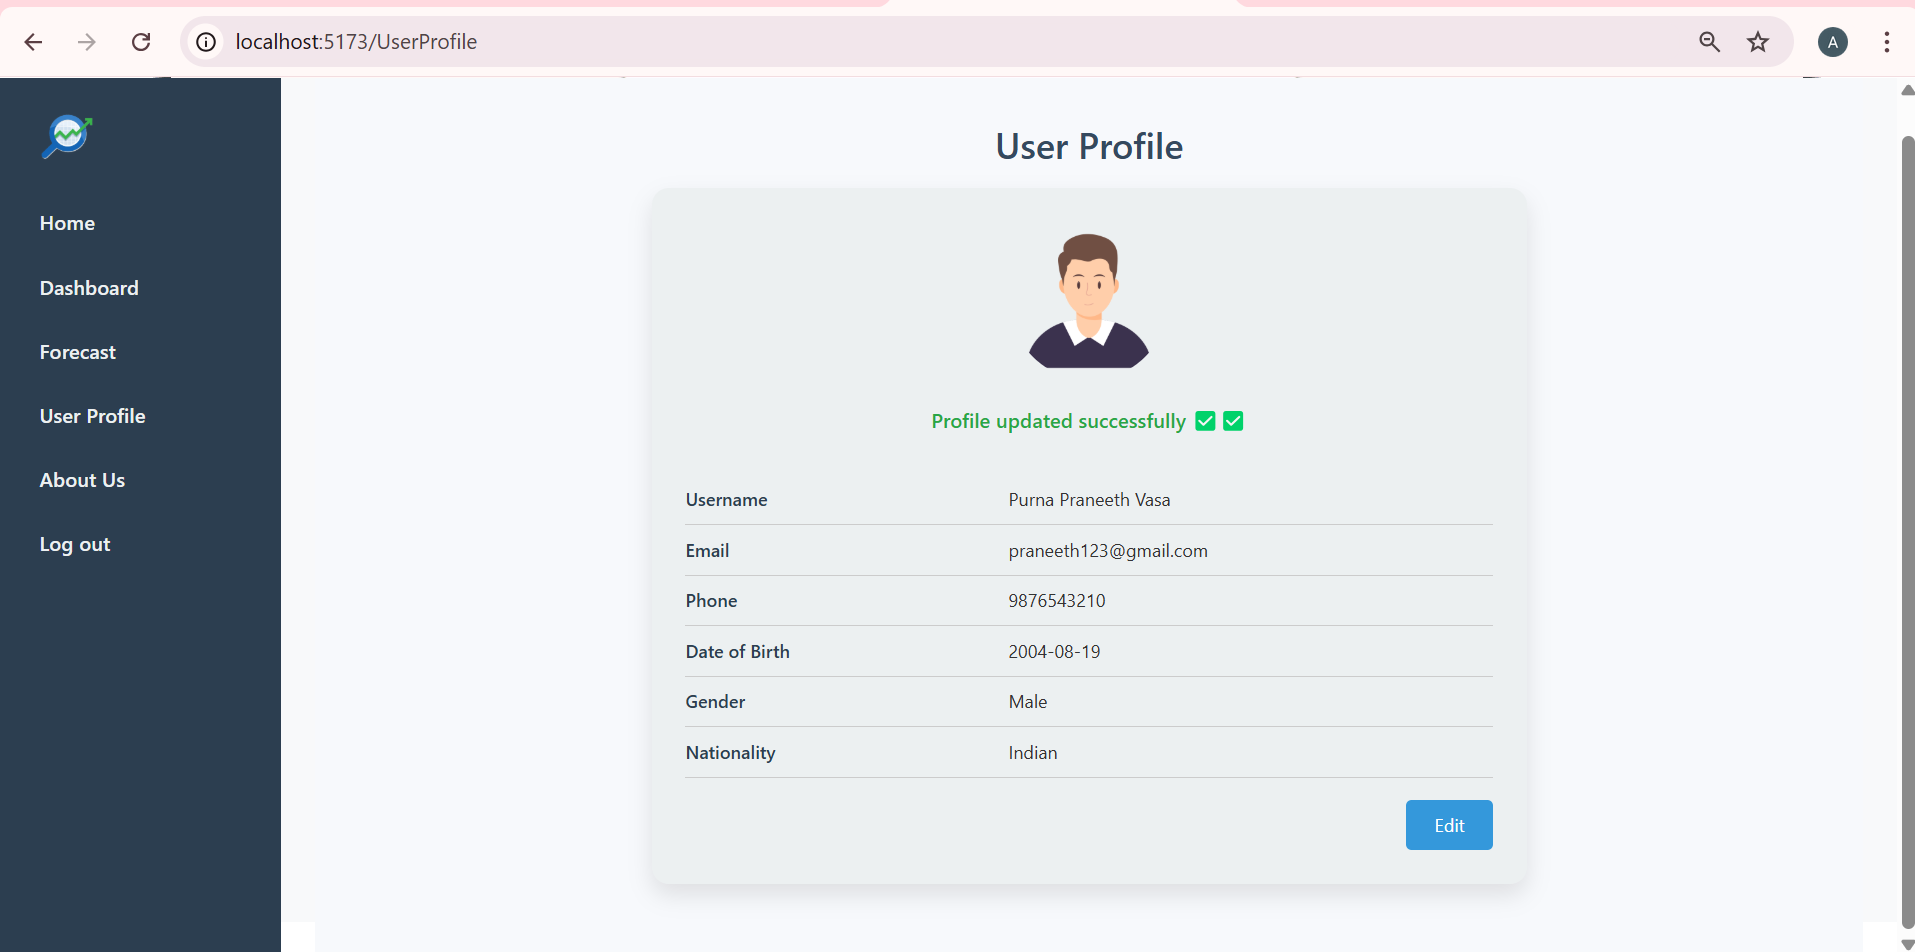 localhost:5173/UserProfile
A
Home
Dashboard
Forecast
User Profile
About Us
Log out
User Profile
Profile updated successfully ✅ ✅
Username Purna Praneeth Vasa
Email praneeth123@gmail.com
Phone 9876543210
Date of Birth 2004-08-19
Gender Male
Nationality Indian
Edit